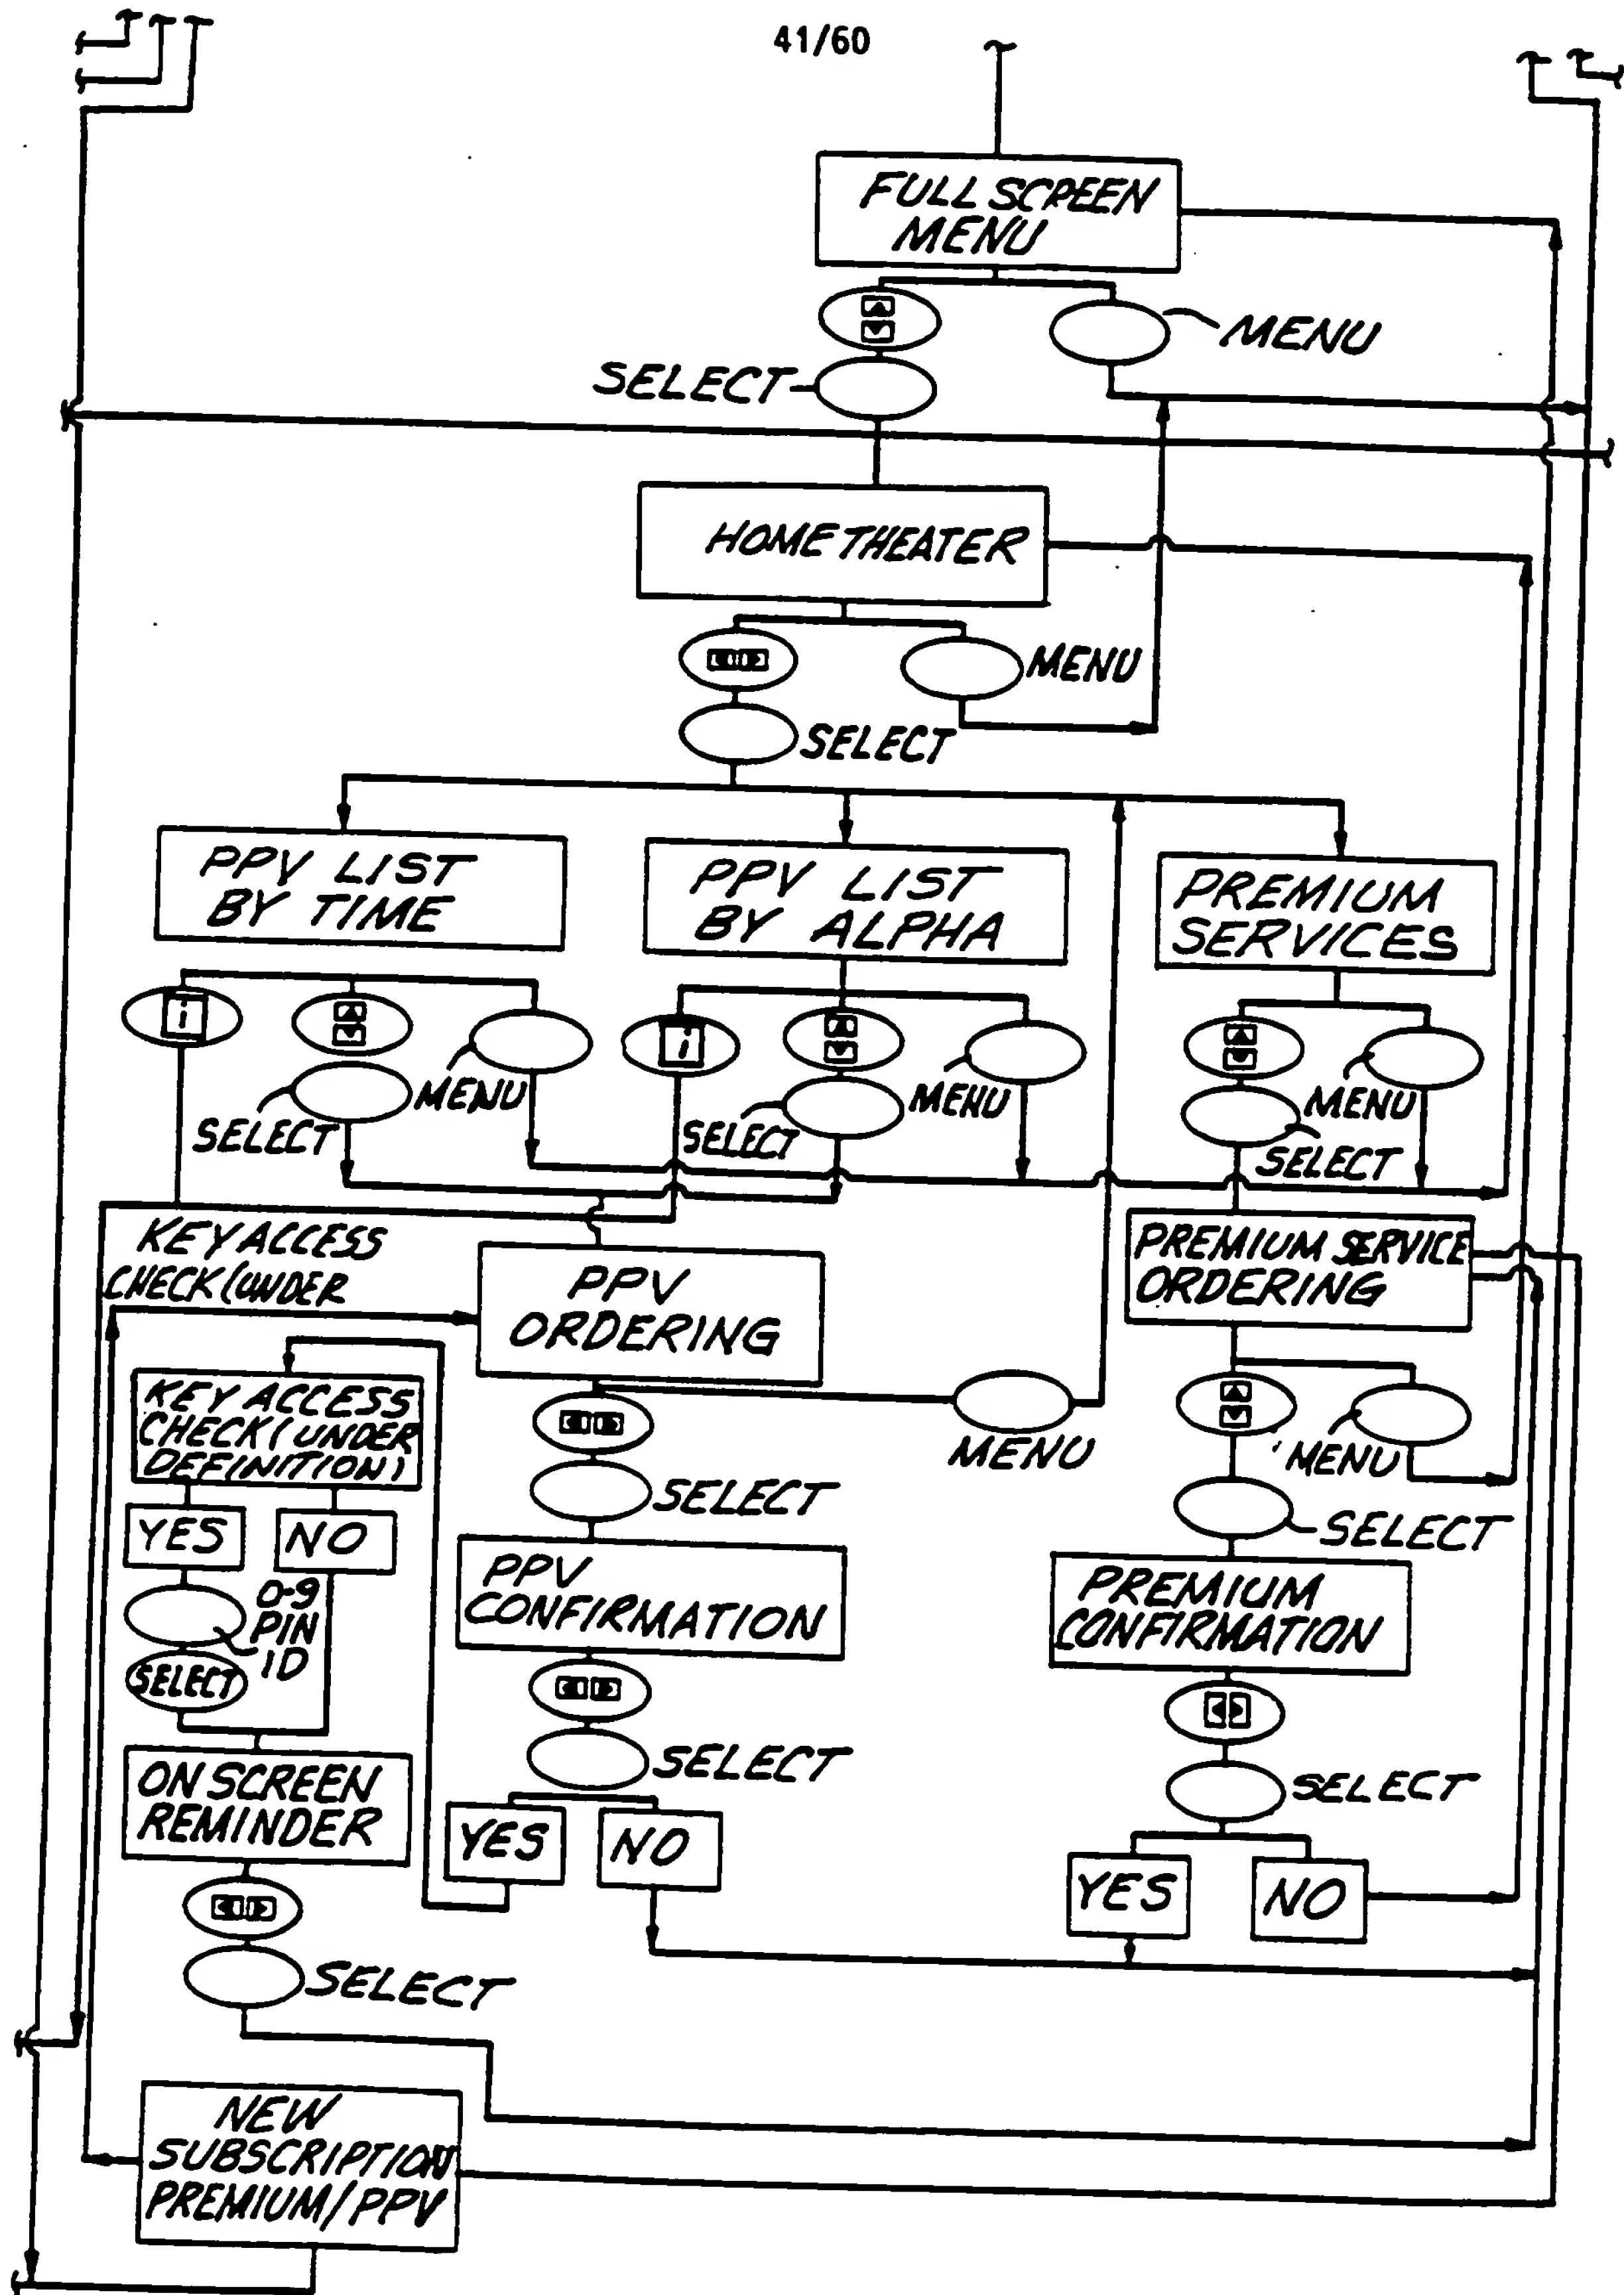 41/60
FULL SCREEN
MENU
MENU
SELECT
HOME THEATER
MENU
SELECT
PPV LIST
BY TIME
PPV LIST
BY ALPHA
PREMIUM
SERVICES
i
i
MENU
MENU
MENU
SELECT
SELECT
SELECT
KEY ACCESS
CHECK (UNDER
PPV
ORDERING
PREMIUM SERVICE
ORDERING
KEY ACCESS
CHECK (UNDER
DEFINITION)
MENU
MENU
SELECT
SELECT
YES
NO
PPV
CONFIRMATION
PREMIUM
CONFIRMATION
0-9
PIN
ID
SELECT
ON SCREEN
REMINDER
SELECT
SELECT
YES
NO
YES
NO
SELECT
NEW
SUBSCRIPTION
PREMIUM/PPV